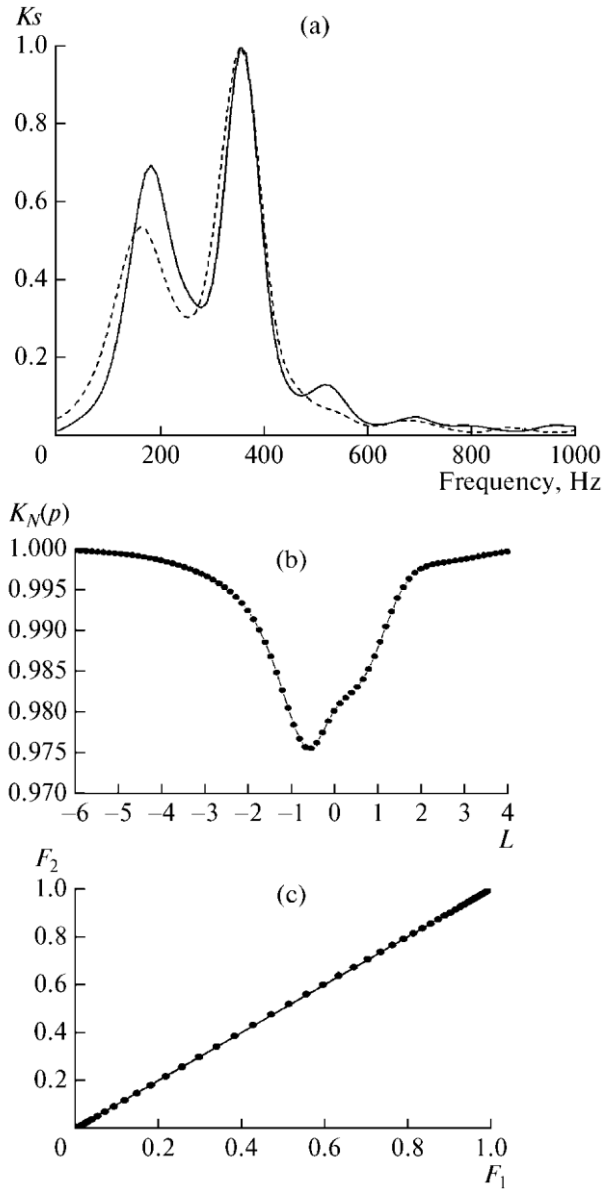 Ks
(a)
1.0
0.8
0.6
0.4
0.2
0 200 400 600 800 1000
Frequency, Hz
K_N(p)
1.000
(b)
0.995
0.990
0.985
0.980
0.975
0.970
–6 –5 –4 –3 –2 –1 0 1 2 3 4
L
F_2
1.0
(c)
0.8
0.6
0.4
0.2
0 0.2 0.4 0.6 0.8 1.0
F_1